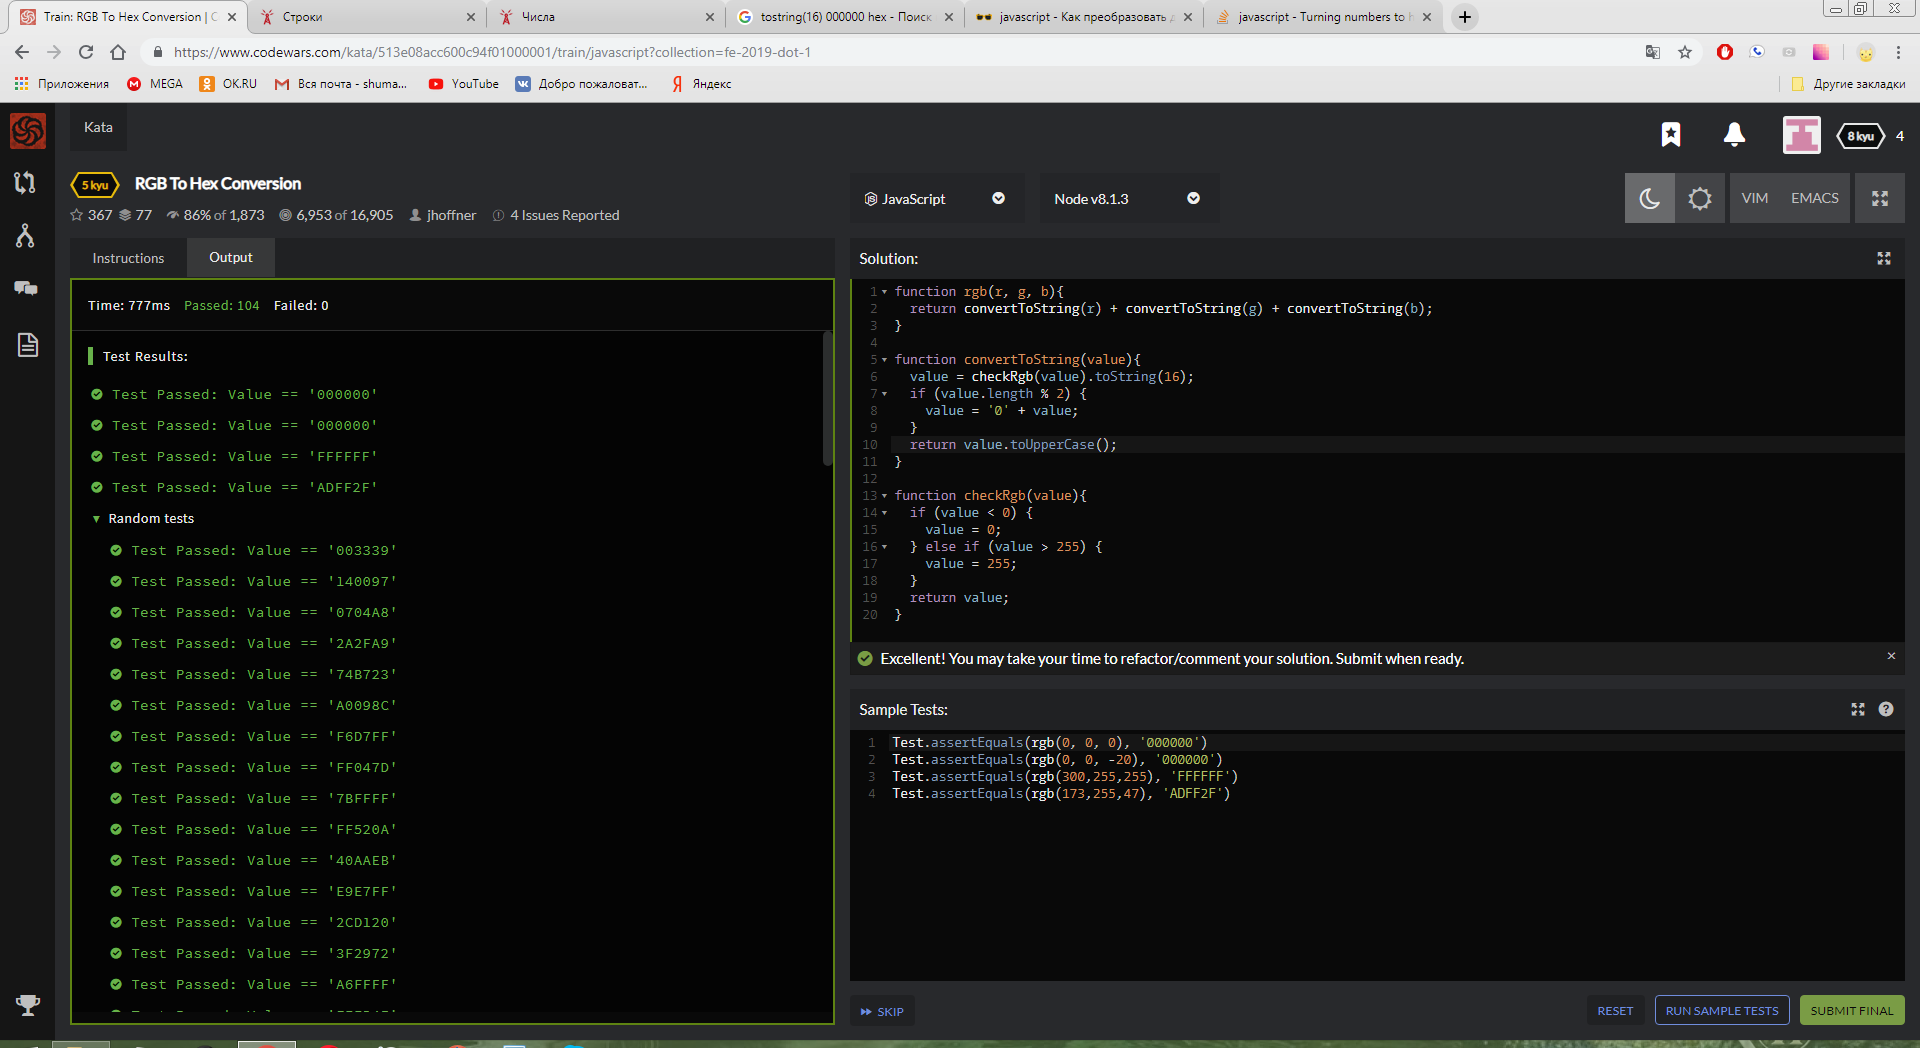 Train: RGB To Hex Conversion | C
Строки
Числа
tostring(16) 000000 hex - Поиск
javascript - Как преобразовать
javascript - Turning numbers to h
https://www.codewars.com/kata/513e08acc600c94f01000001/train/javascript?collection=fe-2019-dot-1
Приложения
MEGA
OK.RU
Вся почта - shuma...
YouTube
Добро пожаловат...
Яндекс
Другие закладки
Kata
8 kyu
4
5 kyu
RGB To Hex Conversion
367
77
86% of 1,873
6,953 of 16,905
jhoffner
4 Issues Reported
JavaScript
Node v8.1.3
VIM
EMACS
Instructions
Output
Time: 777ms
Passed: 104
Failed: 0
Test Results:
Test Passed: Value == '000000'
Test Passed: Value == '000000'
Test Passed: Value == 'FFFFFF'
Test Passed: Value == 'ADFF2F'
Random tests
Test Passed: Value == '003339'
Test Passed: Value == '140097'
Test Passed: Value == '0704A8'
Test Passed: Value == '2A2FA9'
Test Passed: Value == '74B723'
Test Passed: Value == 'A0098C'
Test Passed: Value == 'F6D7FF'
Test Passed: Value == 'FF047D'
Test Passed: Value == '7BFFFF'
Test Passed: Value == 'FF520A'
Test Passed: Value == '40AAEB'
Test Passed: Value == 'E9E7FF'
Test Passed: Value == '2CD120'
Test Passed: Value == '3F2972'
Test Passed: Value == 'A6FFFF'
Solution:
1 function rgb(r, g, b){
2 return convertToString(r) + convertToString(g) + convertToString(b);
3 }
4
5 function convertToString(value){
6 value = checkRgb(value).toString(16);
7 if (value.length % 2) {
8 value = '0' + value;
9 }
10 return value.toUpperCase();
11 }
12
13 function checkRgb(value){
14 if (value < 0) {
15 value = 0;
16 } else if (value > 255) {
17 value = 255;
18 }
19 return value;
20 }
Excellent! You may take your time to refactor/comment your solution. Submit when ready.
Sample Tests:
1 Test.assertEquals(rgb(0, 0, 0), '000000')
2 Test.assertEquals(rgb(0, 0, -20), '000000')
3 Test.assertEquals(rgb(300,255,255), 'FFFFFF')
4 Test.assertEquals(rgb(173,255,47), 'ADFF2F')
SKIP
RESET
RUN SAMPLE TESTS
SUBMIT FINAL